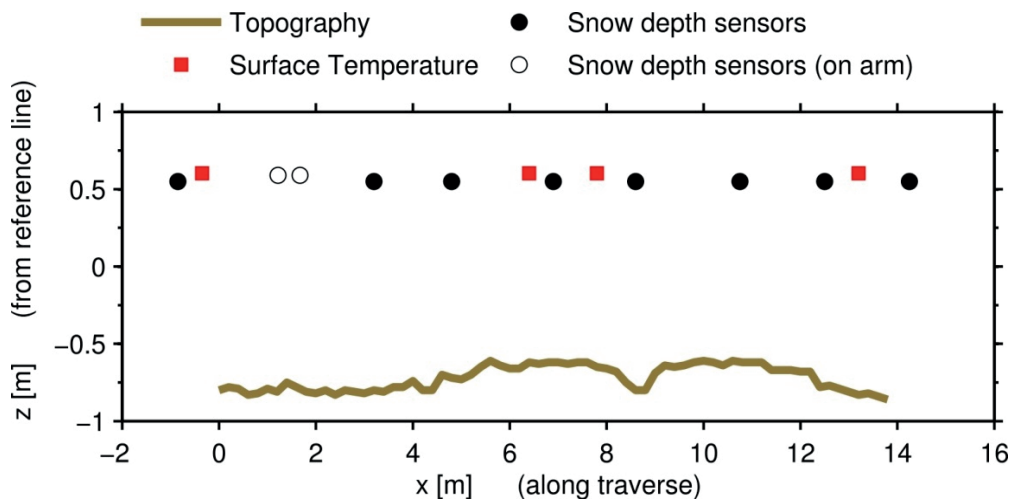 Topography
Snow depth sensors
Surface Temperature
Snow depth sensors (on arm)
z [m] (from reference line)
1
0.5
0
−0.5
−1
−2 0 2 4 6 8 10 12 14 16
x [m] (along traverse)